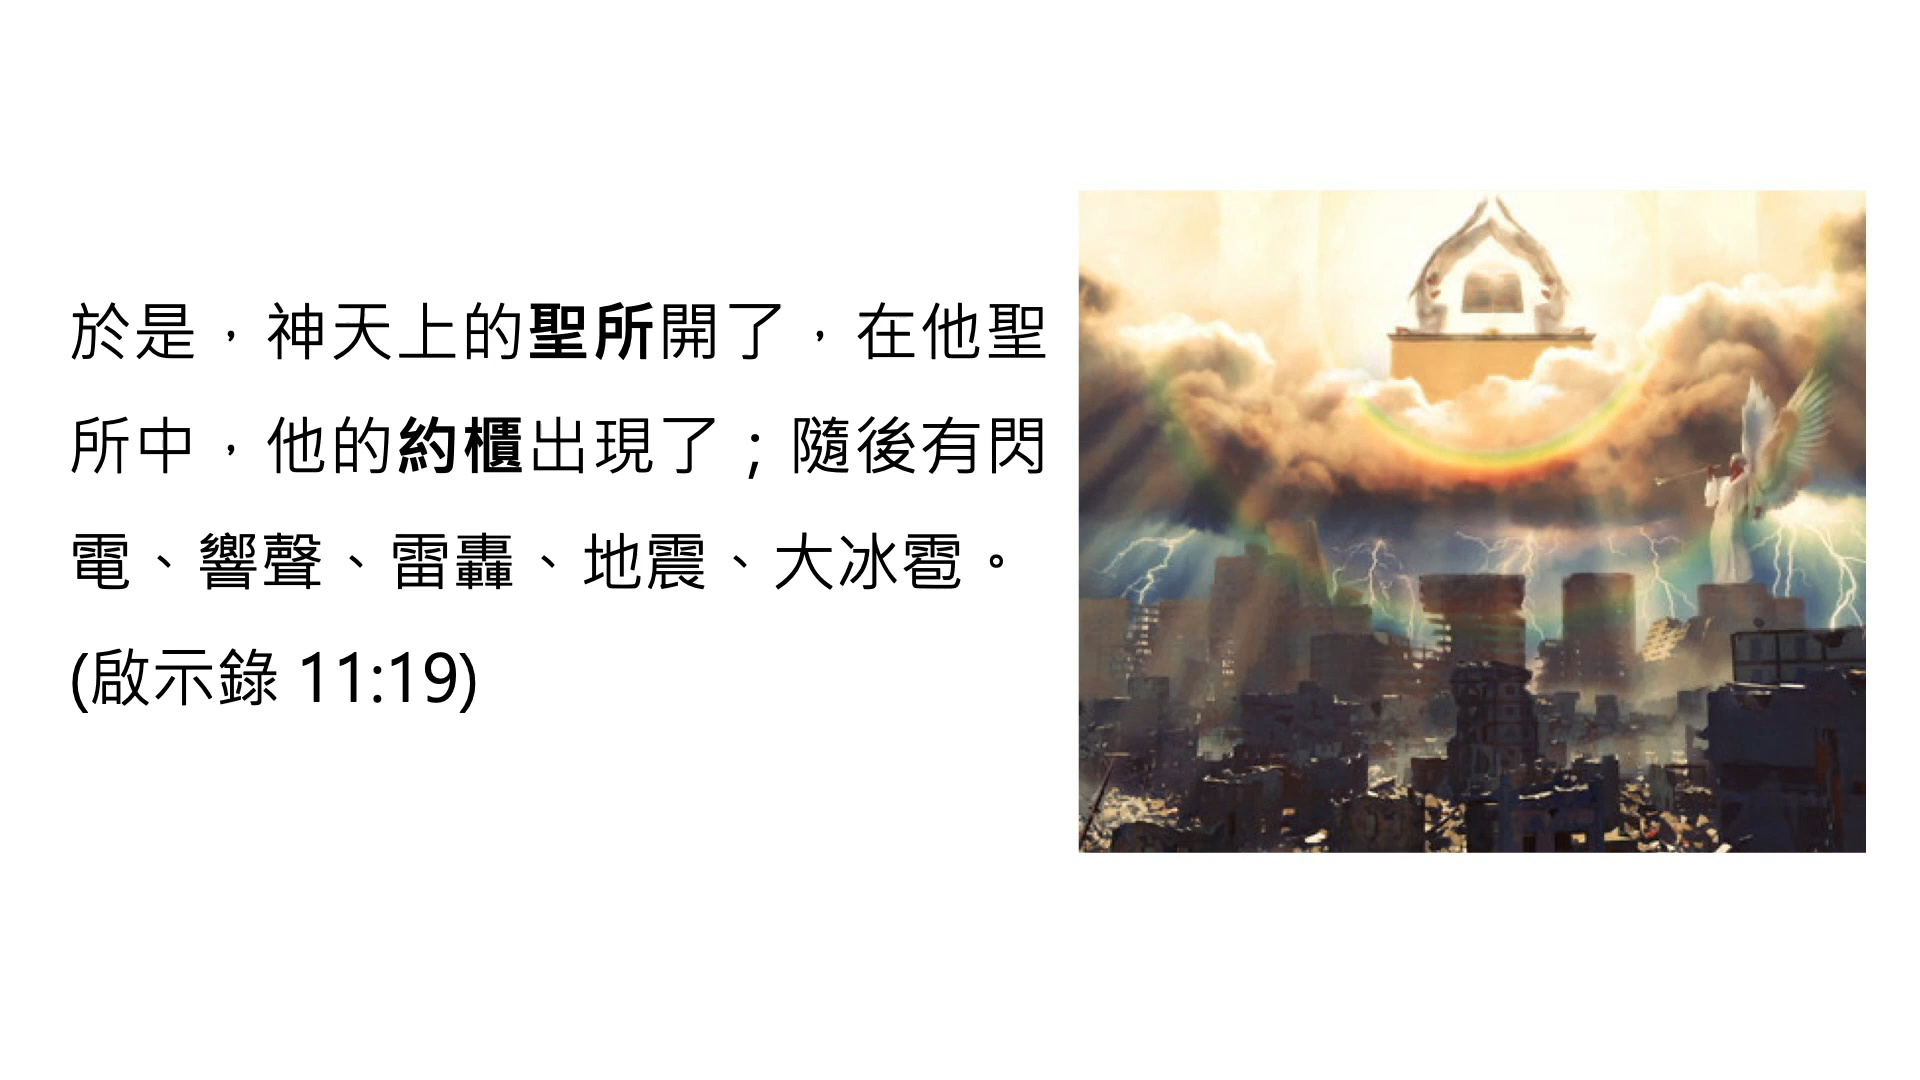 於是，神天上的聖所開了，在他聖
所中，他的約櫃出現了；隨後有閃
電、響聲、雷轟、地震、大冰雹。
(啟示錄 11:19)